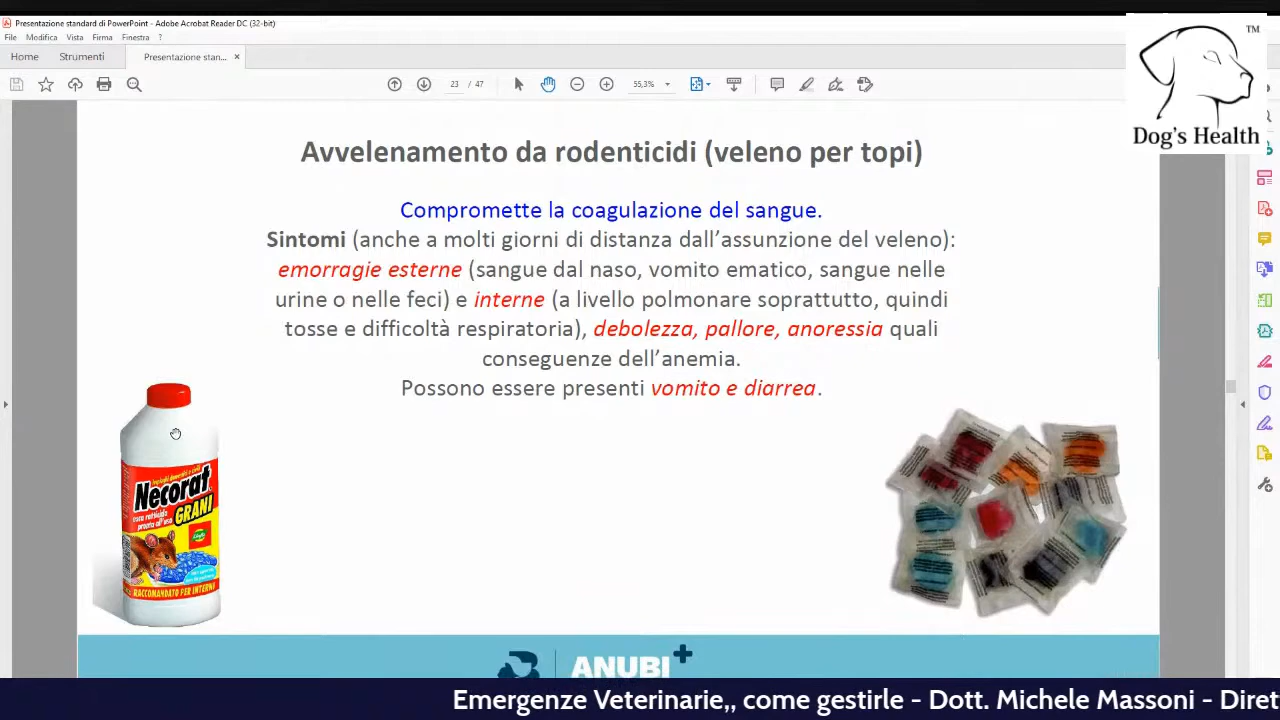 Presentazione standard di PowerPoint - Adobe Acrobat Reader DC (32-bit)
File Modifica Vista Firma Finestra ?
Home Strumenti Presentazione stan... ×
23 / 47 55,3%
TM
Dog's Health
Avvelenamento da rodenticidi (veleno per topi)
Compromette la coagulazione del sangue.
Sintomi (anche a molti giorni di distanza dall'assunzione del veleno):
emorragie esterne (sangue dal naso, vomito ematico, sangue nelle
urine o nelle feci) e interne (a livello polmonare soprattutto, quindi
tosse e difficoltà respiratoria), debolezza, pallore, anoressia quali
conseguenze dell'anemia.
Possono essere presenti vomito e diarrea.
Necorat
GRANI
RACCOMANDATO PER INTERNO
ANUBI+
Emergenze Veterinarie,, come gestirle - Dott. Michele Massoni - Diret